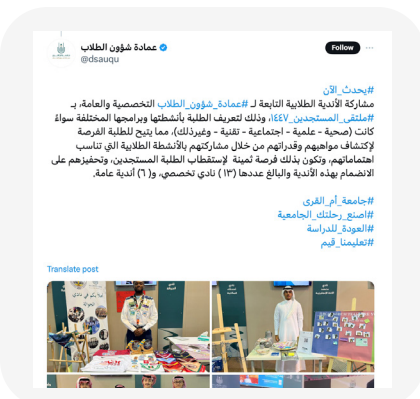 عمادة شؤون الطلاب
@dsauqu
Follow
#يحدث_الآن
مشاركة الأندية الطلابية التابعة لـ #عمادة_شؤون_الطلاب التخصصية والعامة، بـ
#ملتقى_المستجدين_١٤٤٧، وذلك لتعريف الطلبة بأنشطتها وبرامجها المختلفة سواءً
كانت (صحية - علمية - اجتماعية - تقنية - وغيرذلك)، مما يتيح للطلبة الفرصة
لإكتشاف مواهبهم وقدراتهم من خلال مشاركتهم بالأنشطة الطلابية التي تناسب
اهتماماتهم، وتكون بذلك فرصة ثمينة لإستقطاب الطلبة المستجدين، وتحفيزهم على
الانضمام بهذه الأندية والبالغ عددها (١٣ ) نادي تخصصي، و( ٦) أندية عامة.
#جامعة_أم_القرى
#اصنع_رحلتك_الجامعية
#العودة_للدراسة
#تعليمنا_قيم
Translate post